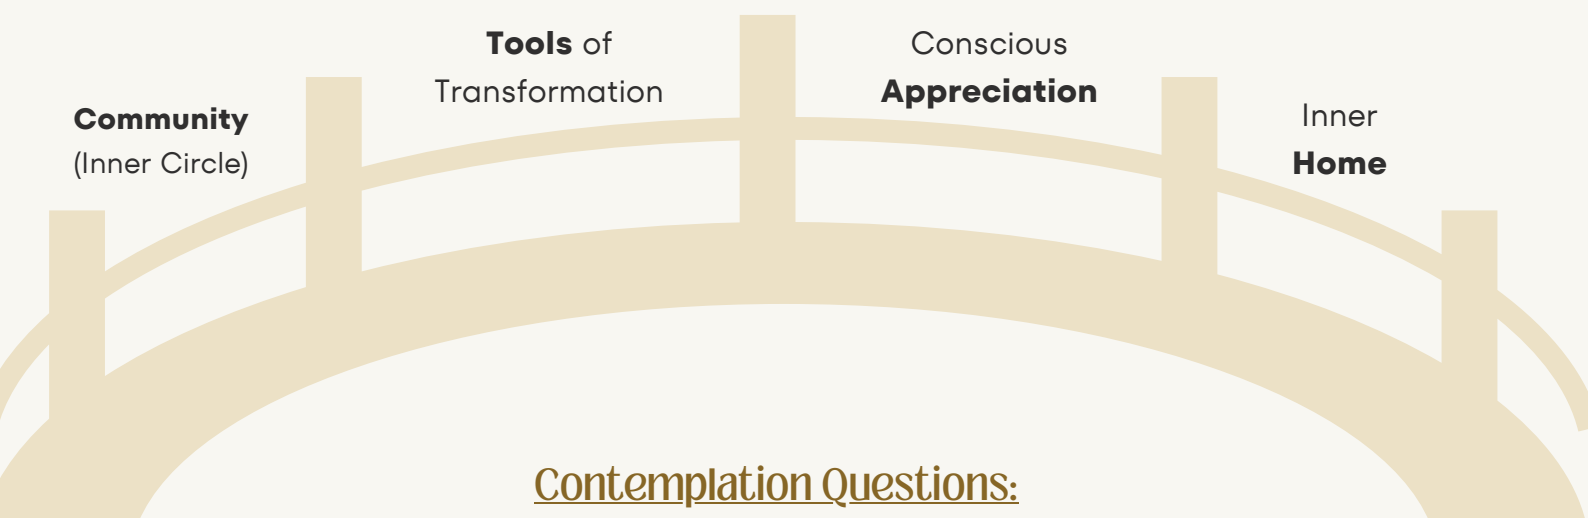 Community
(Inner Circle)
Tools of
Transformation
Conscious
Appreciation
Inner
Home
Contemplation Questions: